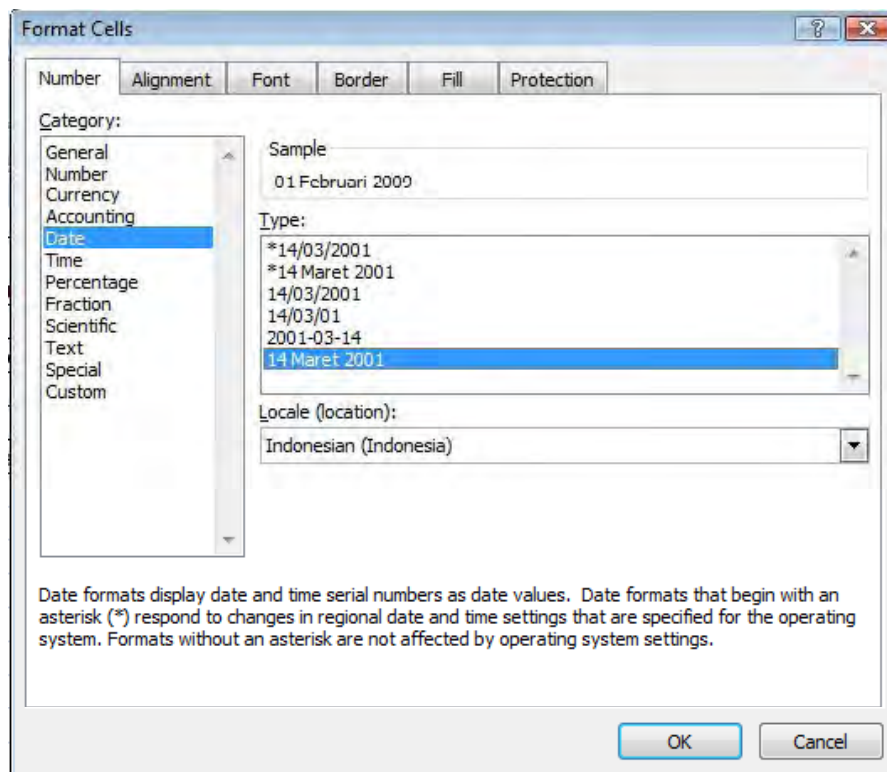 Format Cells
Number Alignment Font Border Fill Protection
Category:
General
Number
Currency
Accounting
Date
Time
Percentage
Fraction
Scientific
Text
Special
Custom
Sample
01 Februari 2009
Type:
*14/03/2001
*14 Maret 2001
14/03/2001
14/03/01
2001-03-14
14 Maret 2001
Locale (location):
Indonesian (Indonesia)
Date formats display date and time serial numbers as date values. Date formats that begin with an
asterisk (*) respond to changes in regional date and time settings that are specified for the operating
system. Formats without an asterisk are not affected by operating system settings.
OK Cancel